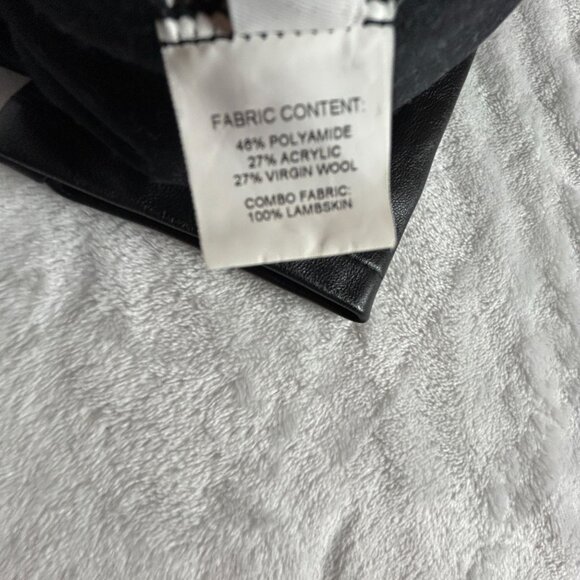 FABRIC CONTENT:
46% POLYAMIDE
27% ACRYLIC
27% VIRGIN WOOL
COMBO FABRIC:
100% LAMBSKIN